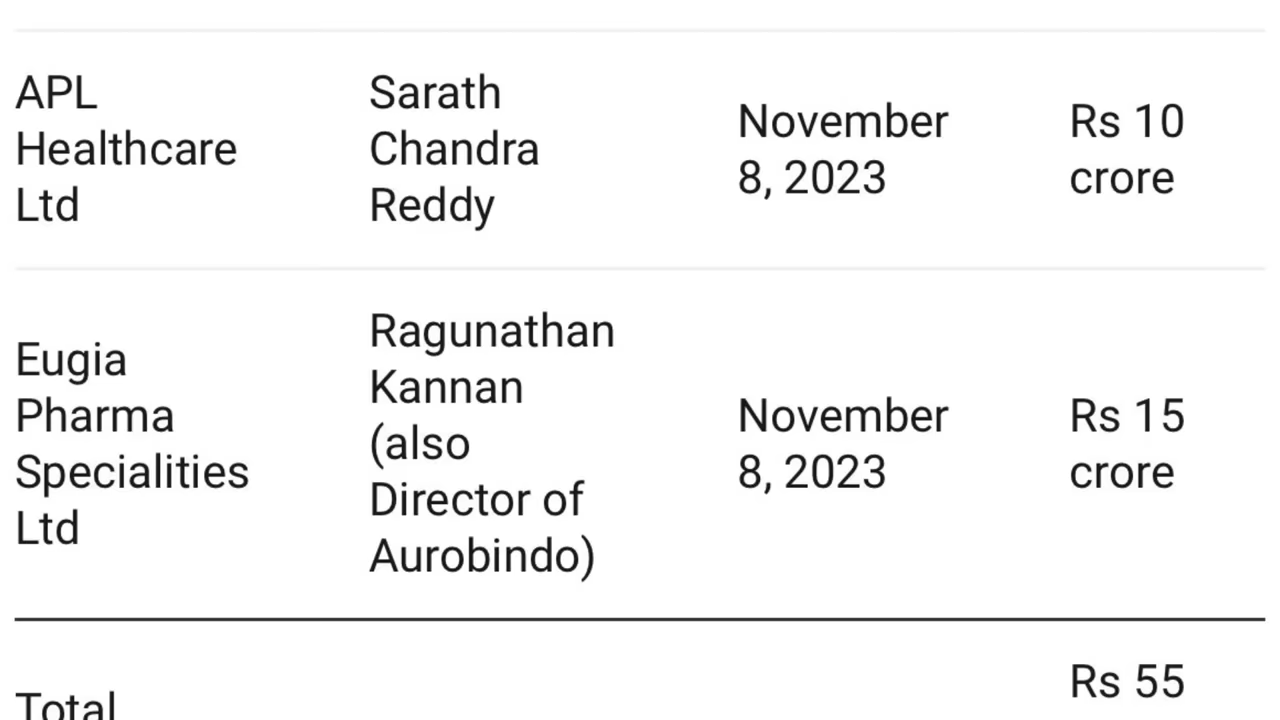 APL
Healthcare
Ltd
Sarath
Chandra
Reddy
November
8, 2023
Rs 10
crore
Eugia
Pharma
Specialities
Ltd
Ragunathan
Kannan
(also
Director of
Aurobindo)
November
8, 2023
Rs 15
crore
Total
Rs 55